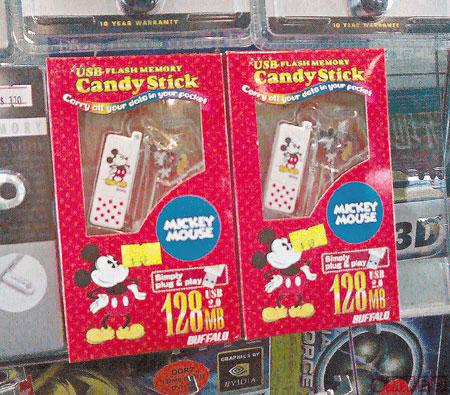 10 YEAR WARRANTY
10 YEAR WARRANTY
USB FLASH MEMORY
Candy Stick
Carry all your data in your pocket
MICKEY
MOUSE
Simply
plug & play
128MB
USB
2.0
BUFFALO
USB FLASH MEMORY
Candy Stick
Carry all your data in your pocket
MICKEY
MOUSE
Simply
plug & play
128MB
USB
2.0
BUFFALO
3D
GRAPHICS BY
NVIDIA